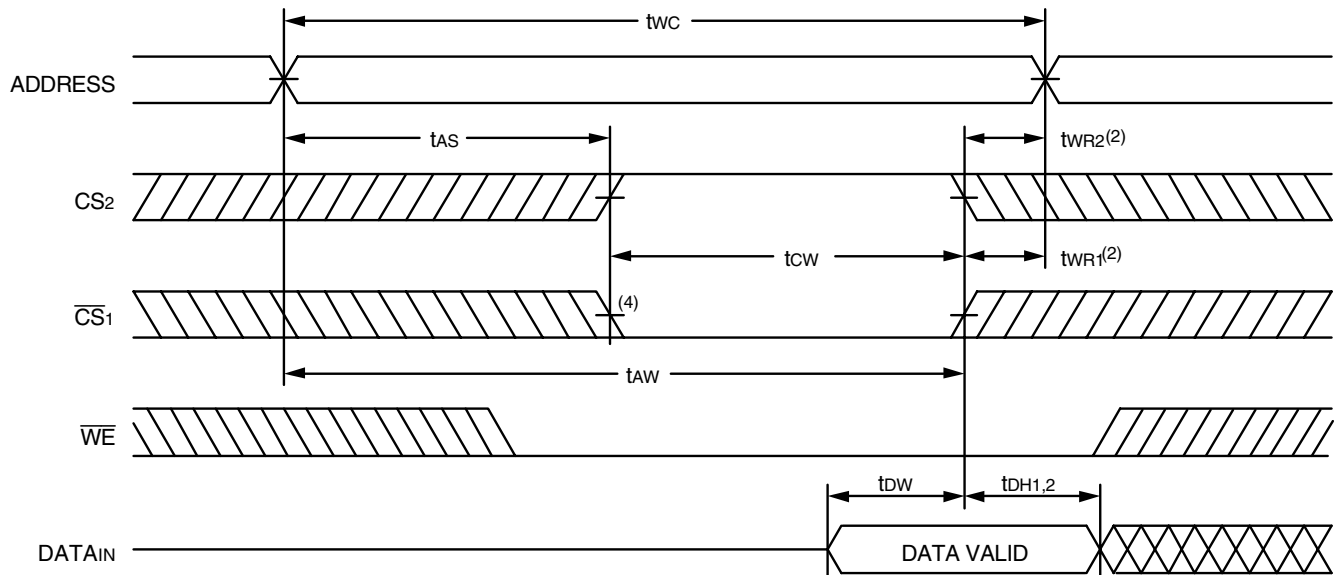 tWC
ADDRESS
tAS
tWR2(2)
CS2
tCW
tWR1(2)
CS1
(4)
tAW
WE
tDW
tDH1,2
DATAIN
DATA VALID